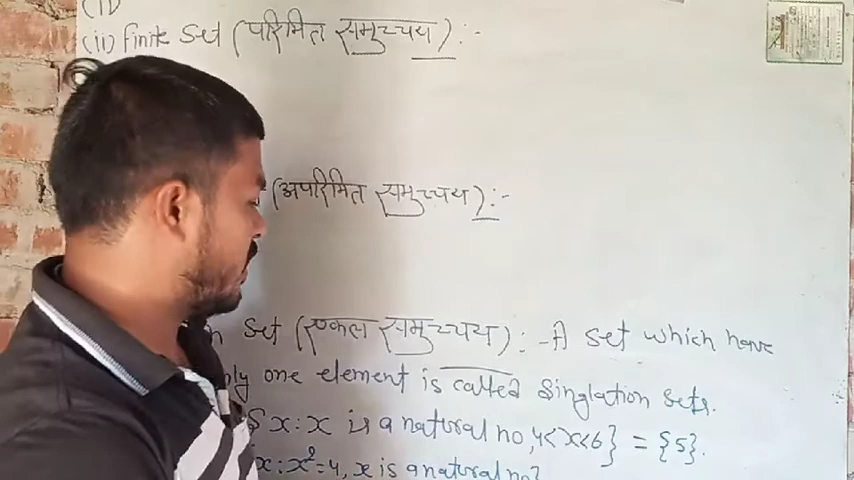 (ii) finite set (परिमित समुच्चय) :-
(अपरिमित समुच्चय) :-
set (एकल समुच्चय) :- A set which have
one element is called singlation sets.
{x : x is a natural no, 4<x<6} = {5}.
x : x²=4, x is a natural no}